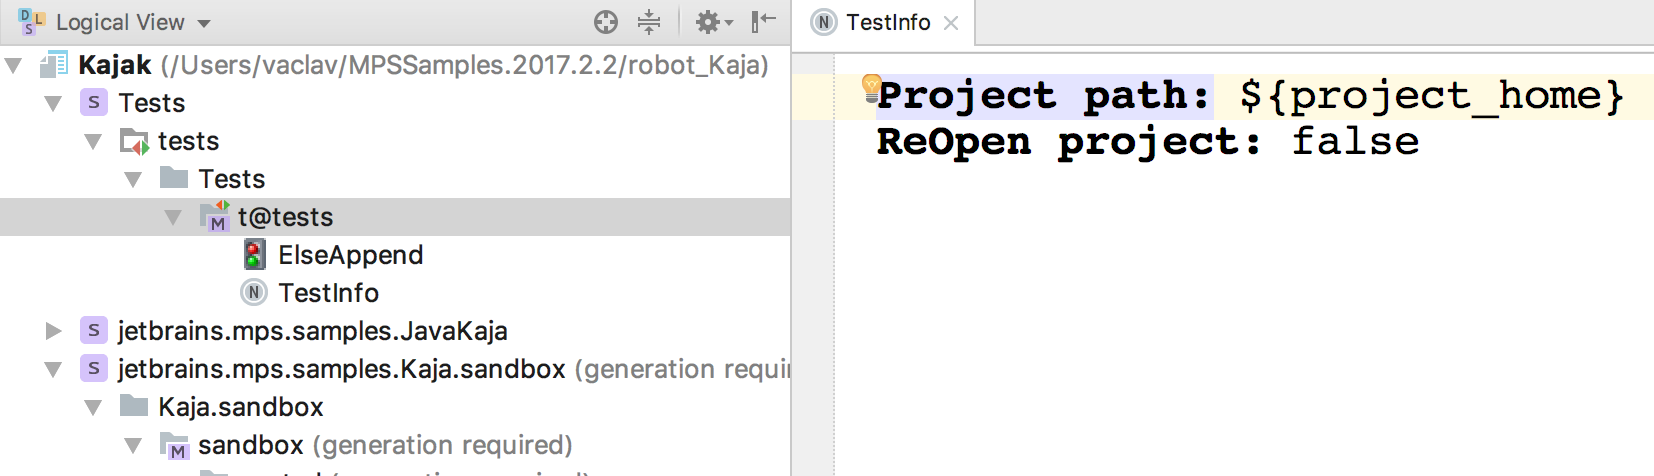 Logical View
Kajak (/Users/vaclav/MPSSamples.2017.2.2/robot_Kaja)
S Tests
tests
Tests
M t@tests
ElseAppend
N TestInfo
S jetbrains.mps.samples.JavaKaja
S jetbrains.mps.samples.Kaja.sandbox (generation requi
Kaja.sandbox
M sandbox (generation required)
N TestInfo
Project path: ${project_home}
ReOpen project: false